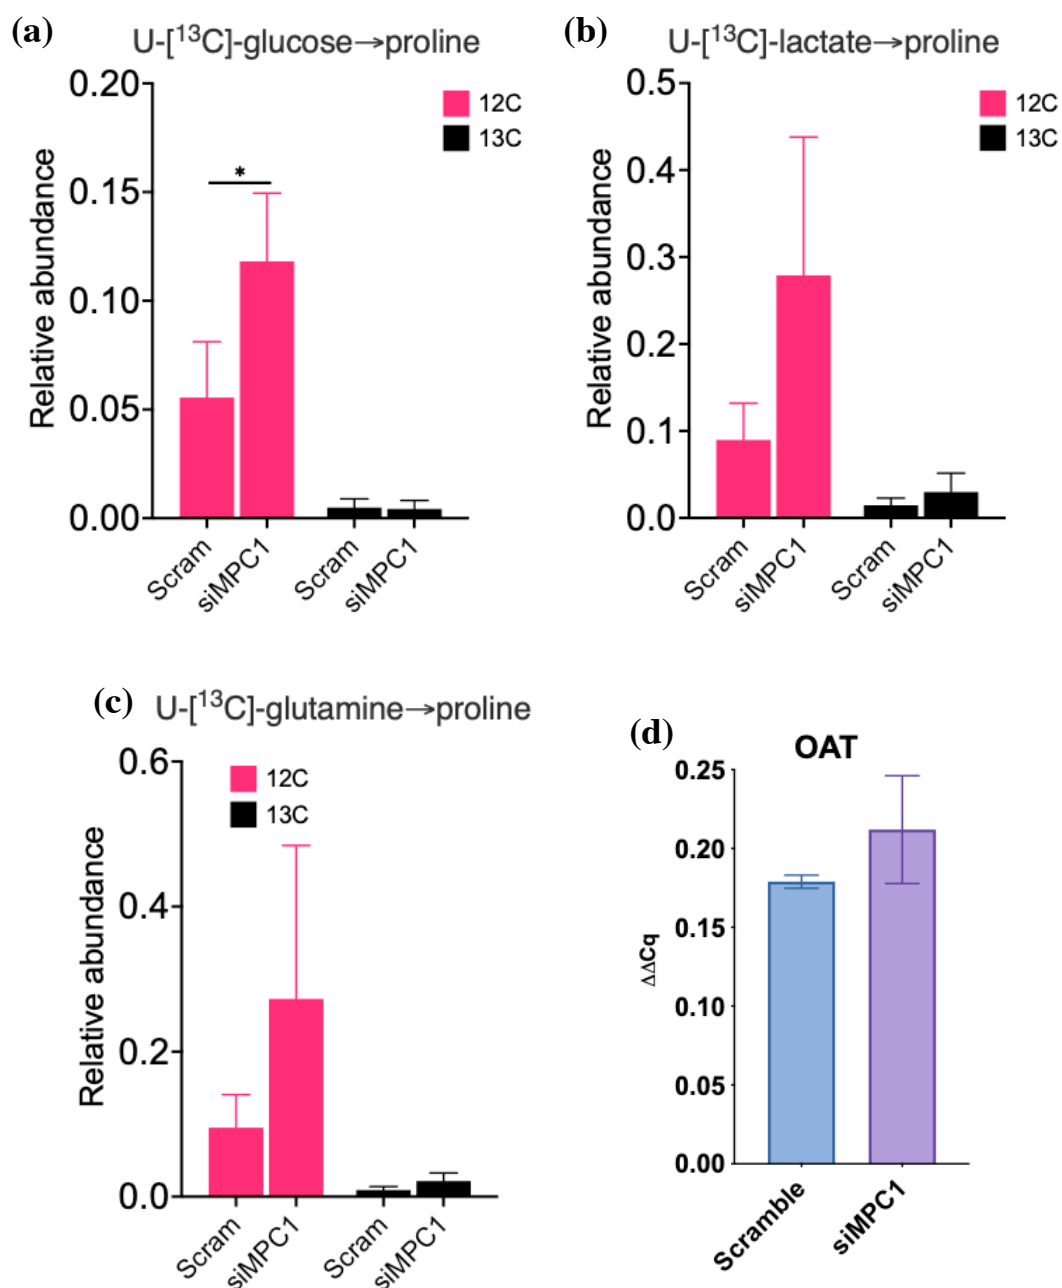 (a)
U-[¹³C]-glucose→proline
12C
13C
Relative abundance
0.20
0.15
0.10
0.05
0.00
*
Scram
siMPC1
Scram
siMPC1
(b)
U-[¹³C]-lactate→proline
12C
13C
Relative abundance
0.5
0.4
0.3
0.2
0.1
0.0
Scram
siMPC1
Scram
siMPC1
(c)
U-[¹³C]-glutamine→proline
12C
13C
Relative abundance
0.6
0.4
0.2
0.0
Scram
siMPC1
Scram
siMPC1
(d)
OAT
ΔΔCq
0.25
0.20
0.15
0.10
0.05
0.00
Scramble
siMPC1